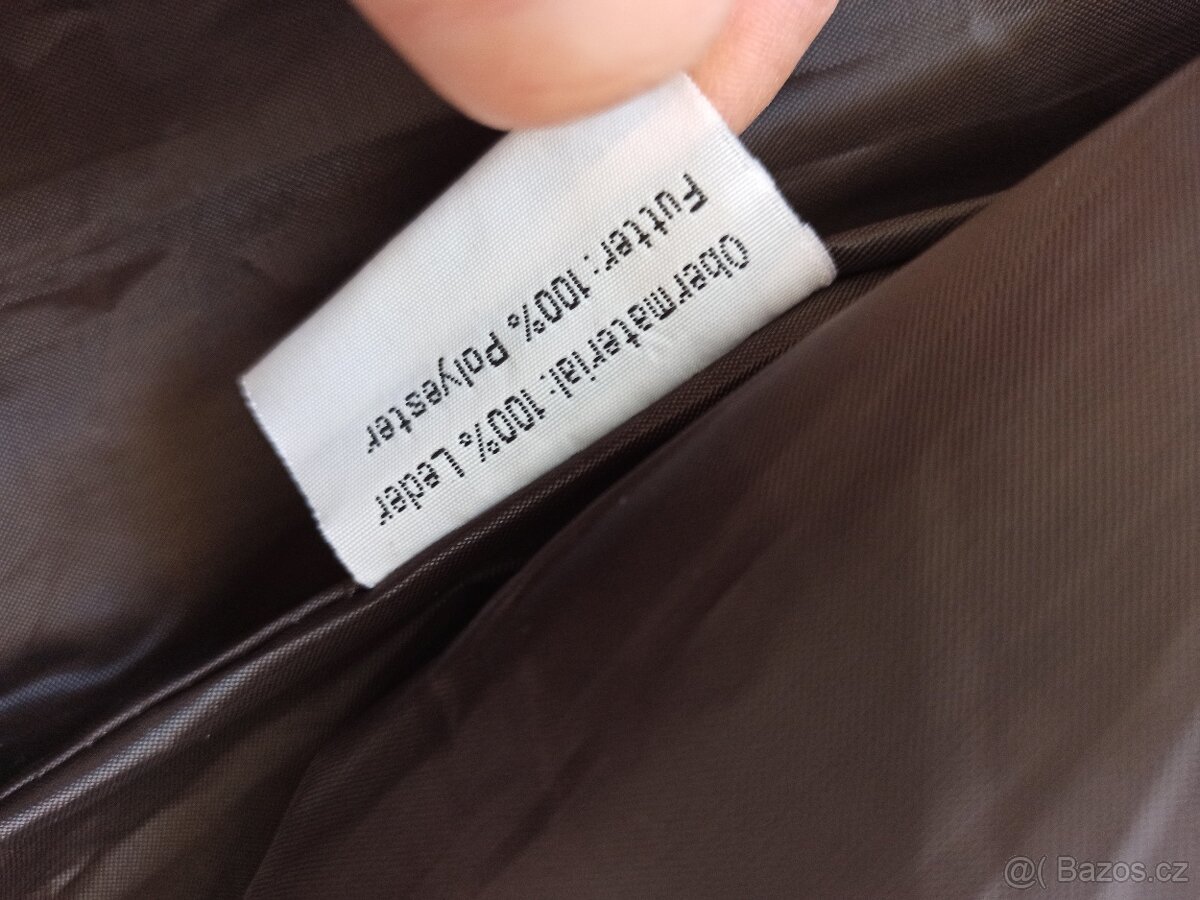 Obermaterial: 100% Leder
Futter: 100% Polyester
@( Bazos.cz